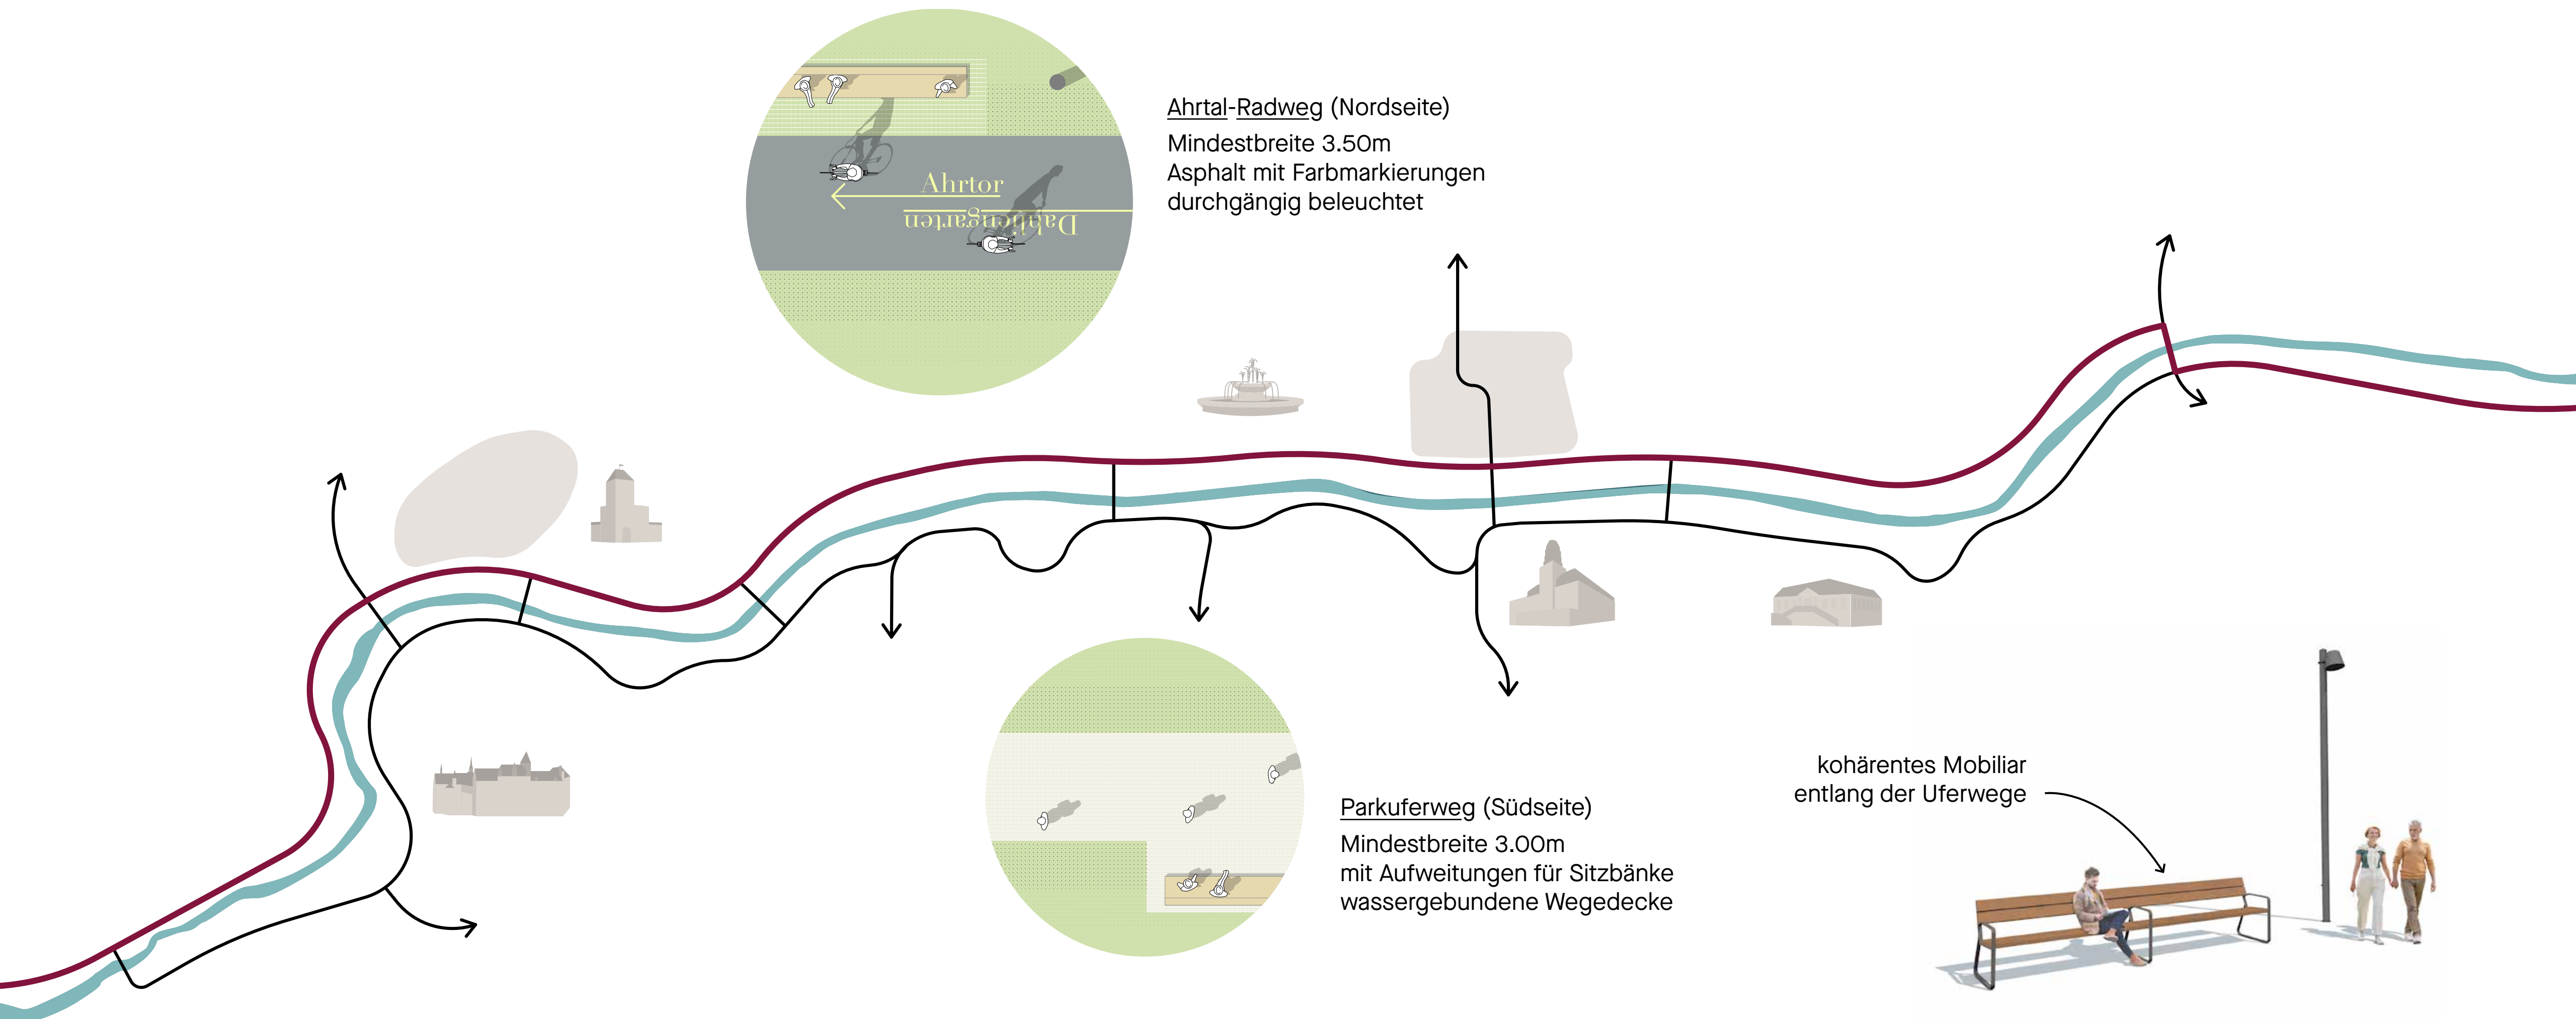 Ahrtal-Radweg (Nordseite)
Mindestbreite 3.50m
Asphalt mit Farbmarkierungen
durchgängig beleuchtet
Ahrtor
Dahliengarten
Parkuferweg (Südseite)
Mindestbreite 3.00m
mit Aufweitungen für Sitzbänke
wassergebundene Wegedecke
kohärentes Mobiliar
entlang der Uferwege